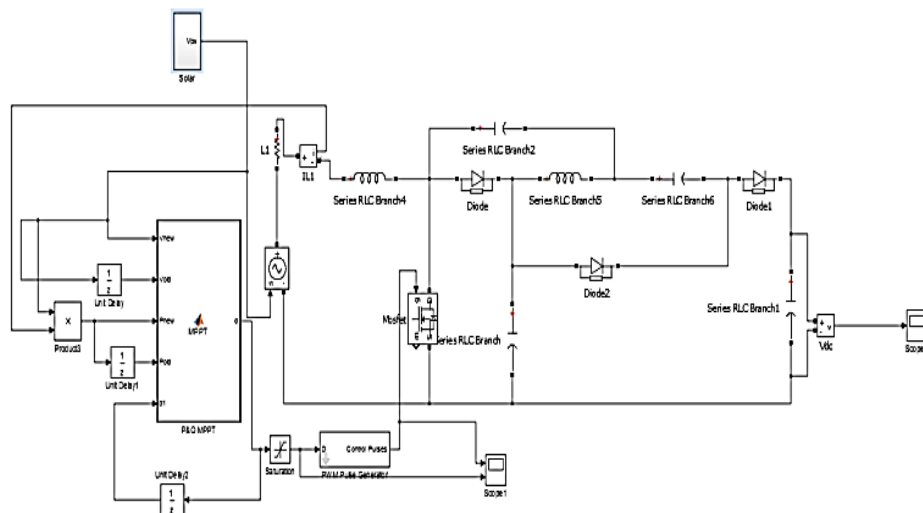 Vpv
Solar
L1
IL1
Series RLC Branch2
Series RLC Branch4
Diode
Series RLC Branch5
Series RLC Branch6
Diode1
Vnew
Vold
Pnew
Pold
MPPT
P&O MPPT
Unit Delay
Product3
Unit Delay1
Mosfet
Diode2
Series RLC Branch
Series RLC Branch1
Vdc
Scope
Saturation
Control Pulses
PWM Pulse Generator
Scope1
Unit Delay2